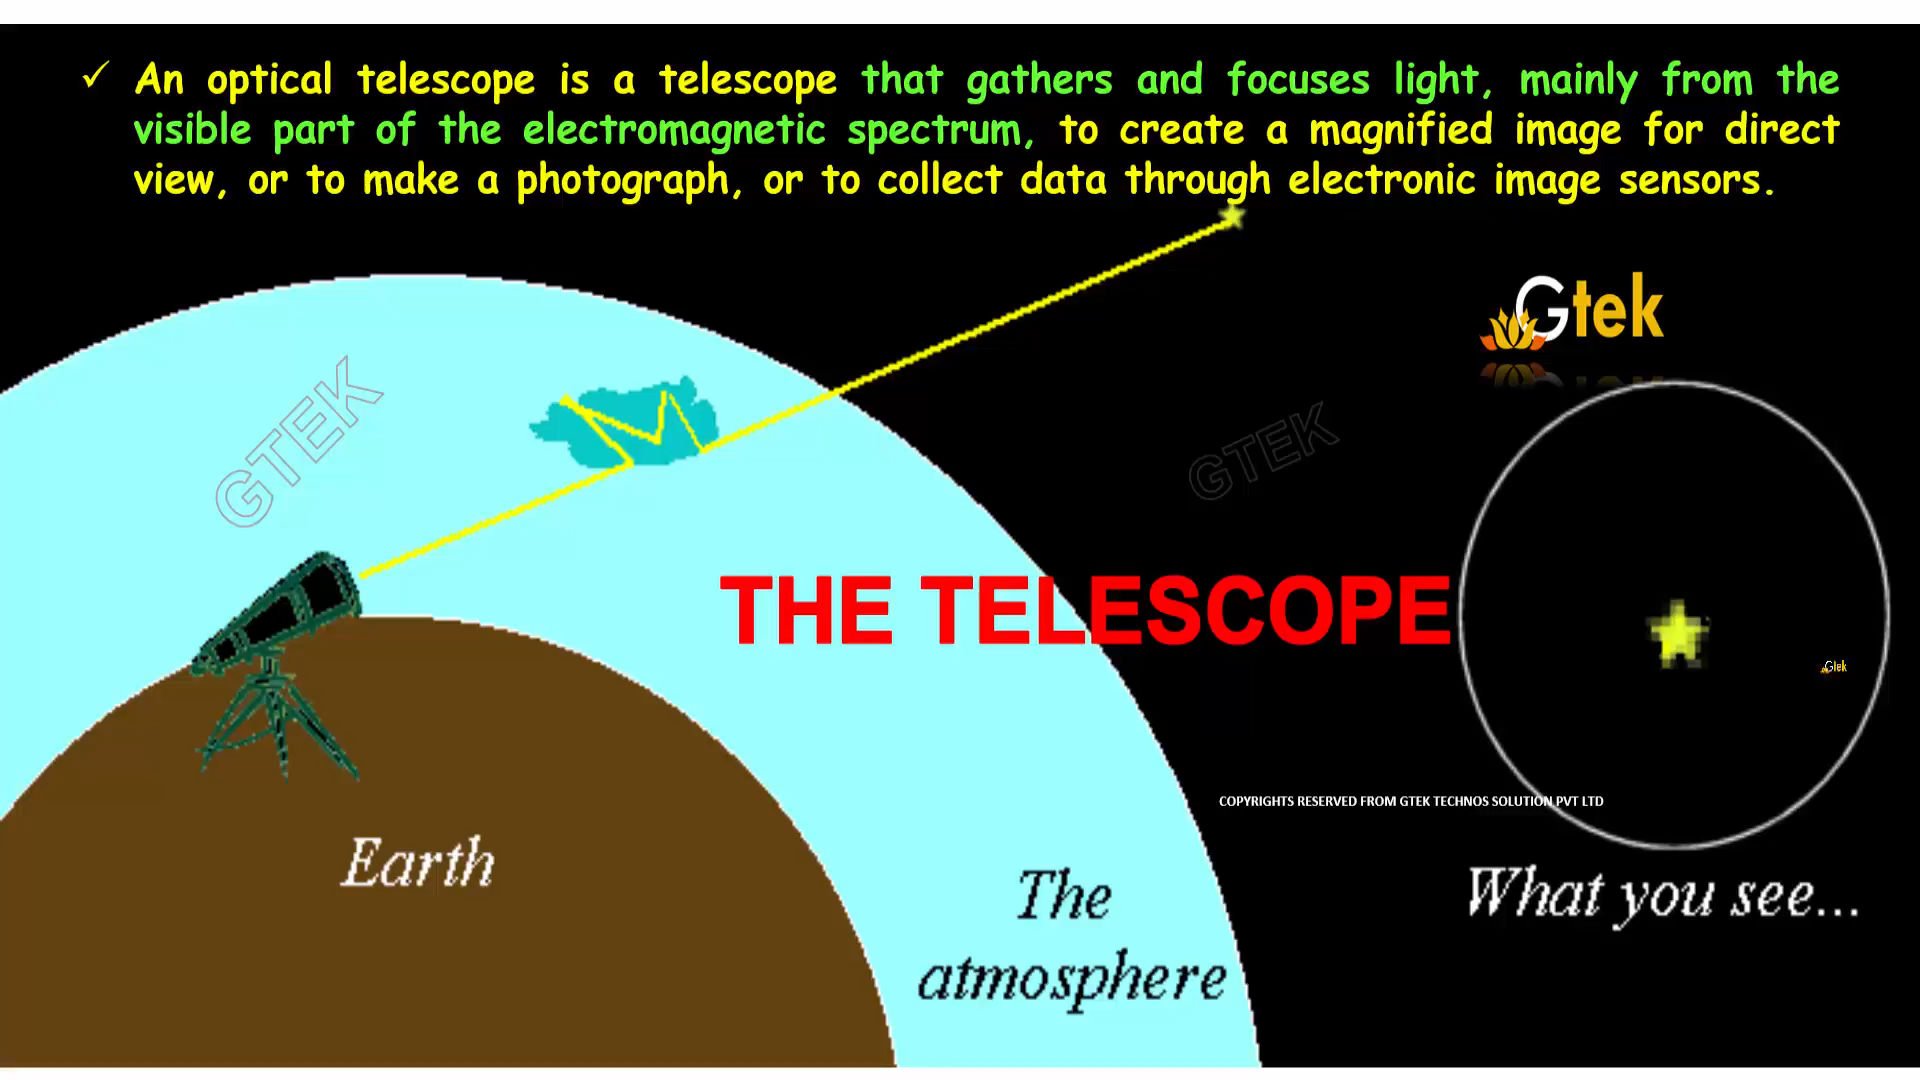 ✓ An optical telescope is a telescope that gathers and focuses light, mainly from the
visible part of the electromagnetic spectrum, to create a magnified image for direct
view, or to make a photograph, or to collect data through electronic image sensors.
Gtek
GTEK
GTEK
THE TELESCOPE
Gtek
COPYRIGHTS RESERVED FROM GTEK TECHNOS SOLUTION PVT LTD
Earth
The
atmosphere
What you see...